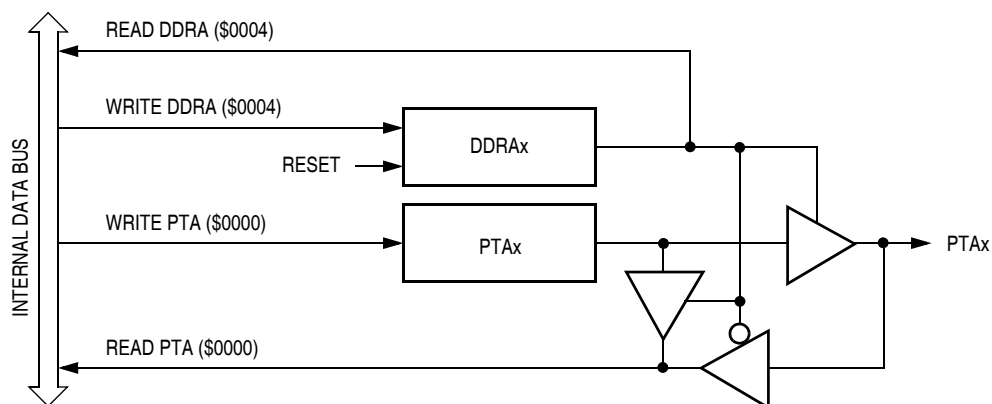 READ DDRA ($0004)
WRITE DDRA ($0004)
RESET
DDRAx
WRITE PTA ($0000)
PTAx
PTAx
READ PTA ($0000)
INTERNAL DATA BUS